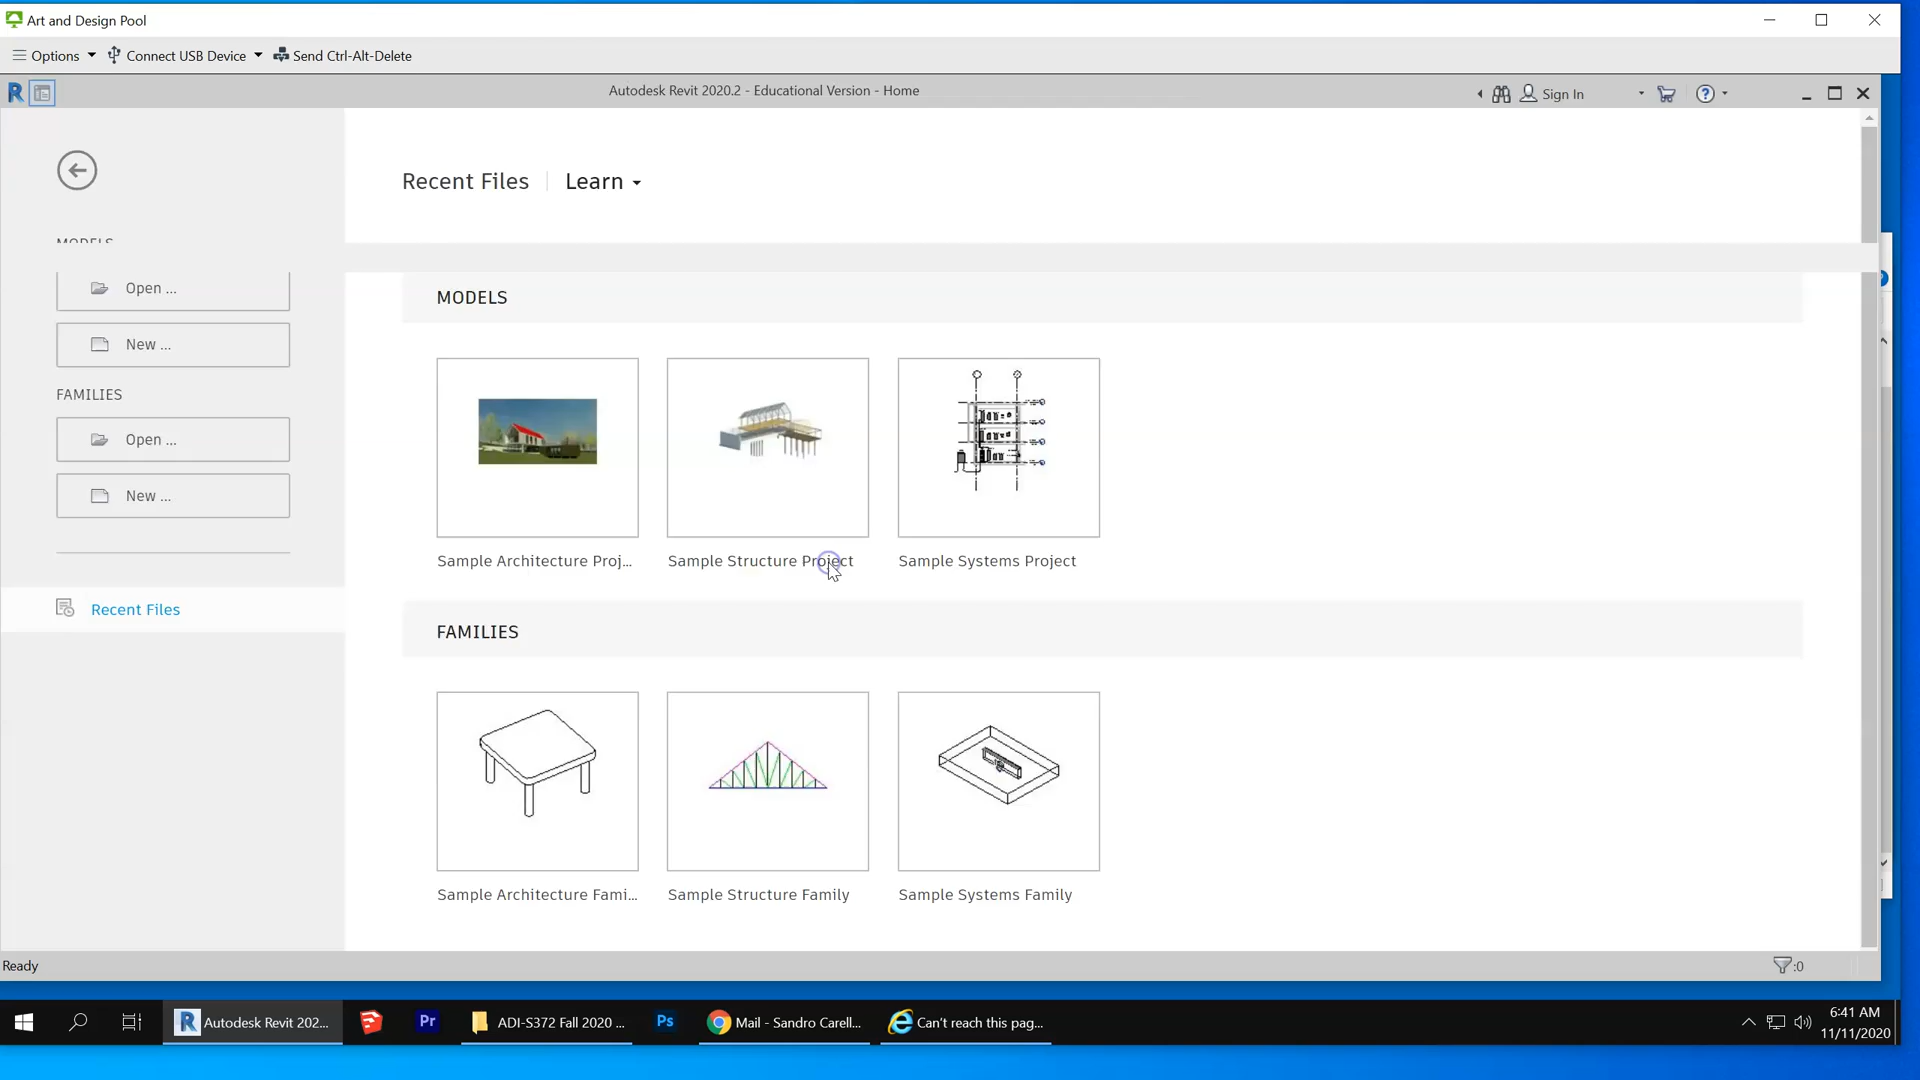 Art and Design Pool
Options Connect USB Device Send Ctrl-Alt-Delete
R Autodesk Revit 2020.2 - Educational Version - Home Sign In ?
Recent Files Learn
MODELS
Open ...
New ...
FAMILIES
Open ...
New ...
Recent Files
MODELS
Sample Architecture Proj... Sample Structure Project Sample Systems Project
FAMILIES
Sample Architecture Fami... Sample Structure Family Sample Systems Family
Ready :0
R Autodesk Revit 202... Pr ADI-S372 Fall 2020 ... Ps Mail - Sandro Carell... Can't reach this pag... 6:41 AM
11/11/2020